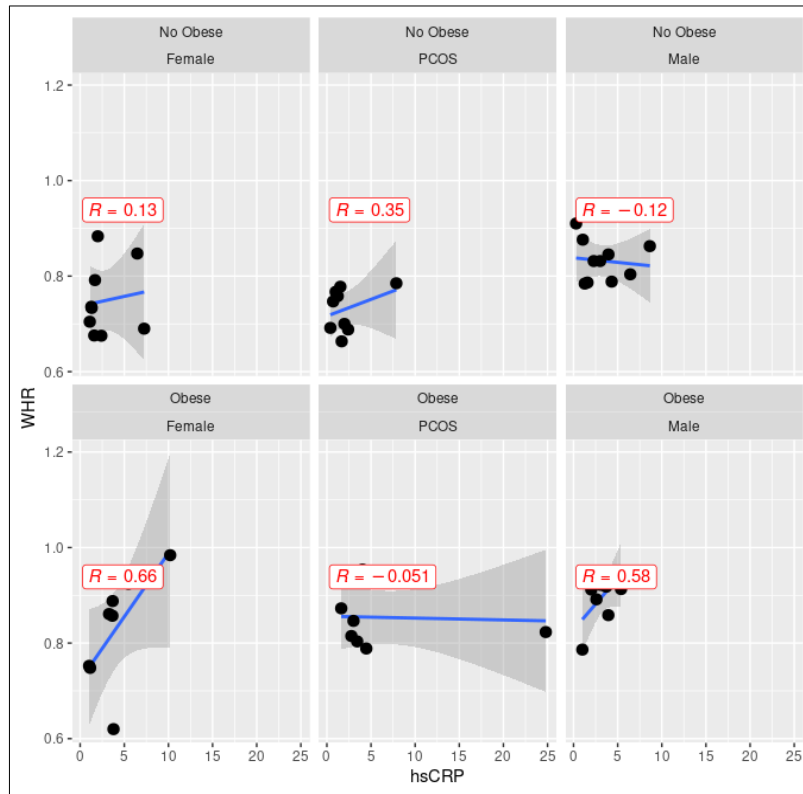 No Obese No Obese No Obese
Female PCOS Male
1.2
1.0
R = 0.13 R = 0.35 R = −0.12
0.8
0.6
WHR
Obese Obese Obese
Female PCOS Male
1.2
1.0
R = 0.66 R = −0.051 R = 0.58
0.8
0.6
0 5 10 15 20 25 0 5 10 15 20 25 0 5 10 15 20 25
hsCRP